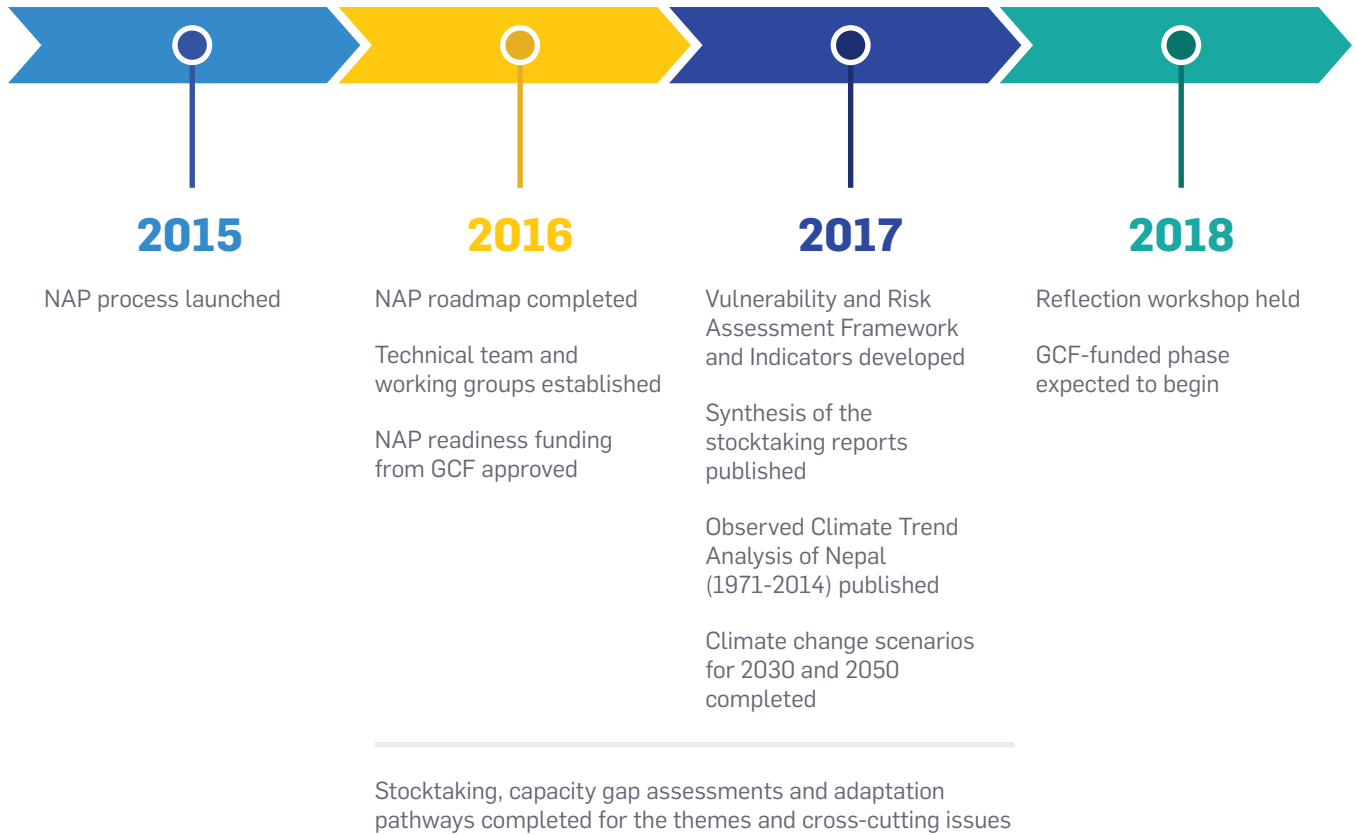 2015
NAP process launched
2016
NAP roadmap completed
Technical team and
working groups established
NAP readiness funding
from GCF approved
2017
Vulnerability and Risk
Assessment Framework
and Indicators developed
Synthesis of the
stocktaking reports
published
Observed Climate Trend
Analysis of Nepal
(1971-2014) published
Climate change scenarios
for 2030 and 2050
completed
2018
Reflection workshop held
GCF-funded phase
expected to begin
Stocktaking, capacity gap assessments and adaptation
pathways completed for the themes and cross-cutting issues